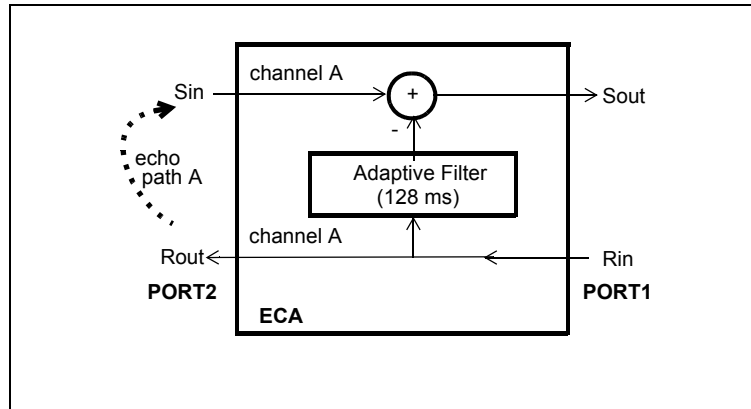 channel A
Sin
+
Sout
-
echo
path A
Adaptive Filter
(128 ms)
channel A
Rout
Rin
PORT2
PORT1
ECA